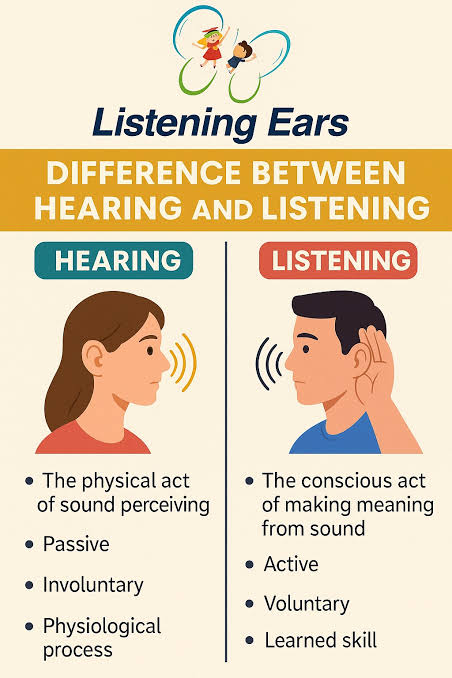 Listening Ears
DIFFERENCE BETWEEN
HEARING AND LISTENING
HEARING
• The physical act
of sound perceiving
• Passive
• Involuntary
• Physiological
process
LISTENING
• The conscious act
of making meaning
from sound
• Active
• Voluntary
• Learned skill